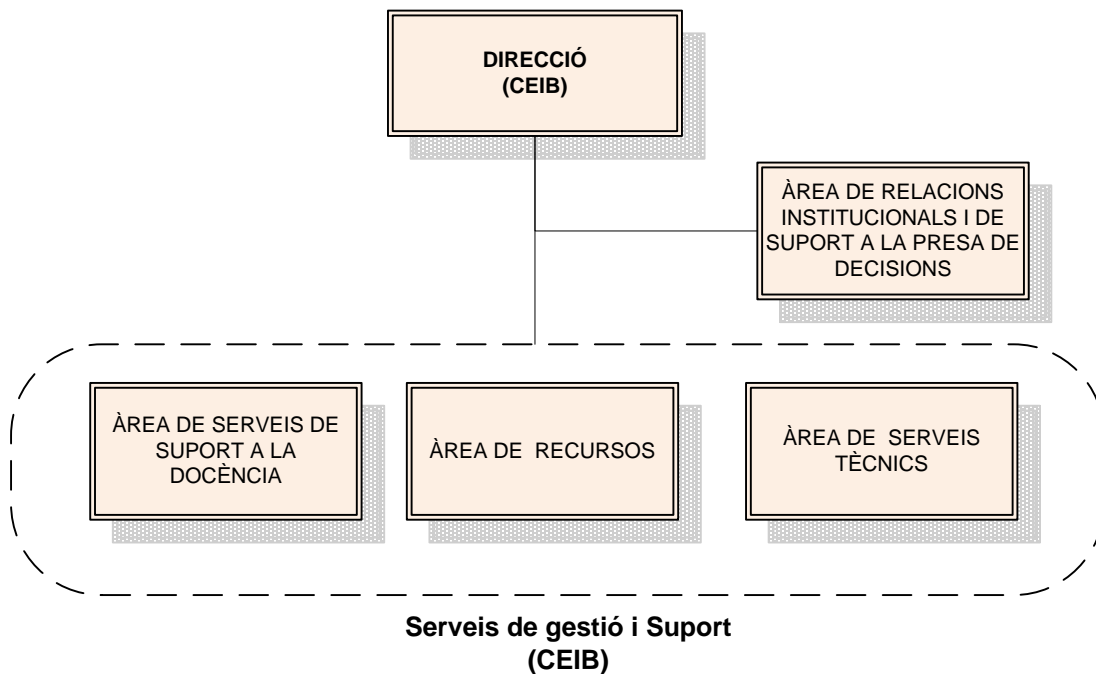 DIRECCIÓ
(CEIB)
ÀREA DE RELACIONS
INSTITUCIONALS I DE
SUPORT A LA PRESA DE
DECISIONS
ÀREA DE SERVEIS DE
SUPORT A LA
DOCÈNCIA
ÀREA DE  RECURSOS
ÀREA DE  SERVEIS
TÈCNICS
Serveis de gestió i Suport
(CEIB)